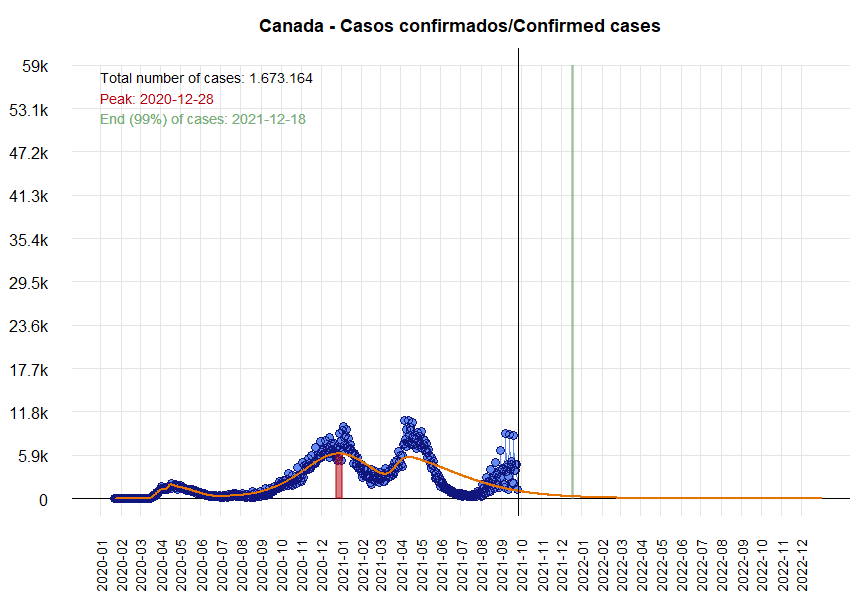 Canada - Casos confirmados/Confirmed cases
59k
Total number of cases: 1.673.164
Peak: 2020-12-28
End (99%) of cases: 2021-12-18
53.1k
47.2k
41.3k
35.4k
29.5k
23.6k
17.7k
11.8k
5.9k
0
2020-01
2020-02
2020-03
2020-04
2020-05
2020-06
2020-07
2020-08
2020-09
2020-10
2020-11
2020-12
2021-01
2021-02
2021-03
2021-04
2021-05
2021-06
2021-07
2021-08
2021-09
2021-10
2021-11
2021-12
2022-01
2022-02
2022-03
2022-04
2022-05
2022-06
2022-07
2022-08
2022-09
2022-10
2022-11
2022-12